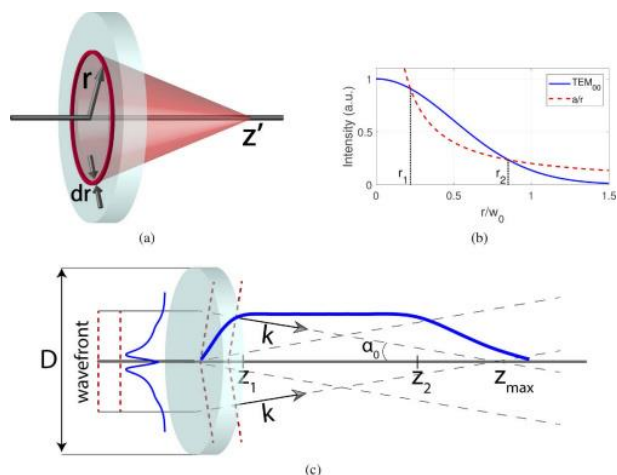 r
z'
dr
(a)
Intensity (a.u.)
1
0.5
0
TEM₀₀
a/r
r₁
r₂
0
0.5
1
1.5
r/w₀
(b)
D
wavefront
k
k
α₀
z₁
z₂
zₘₐₓ
(c)